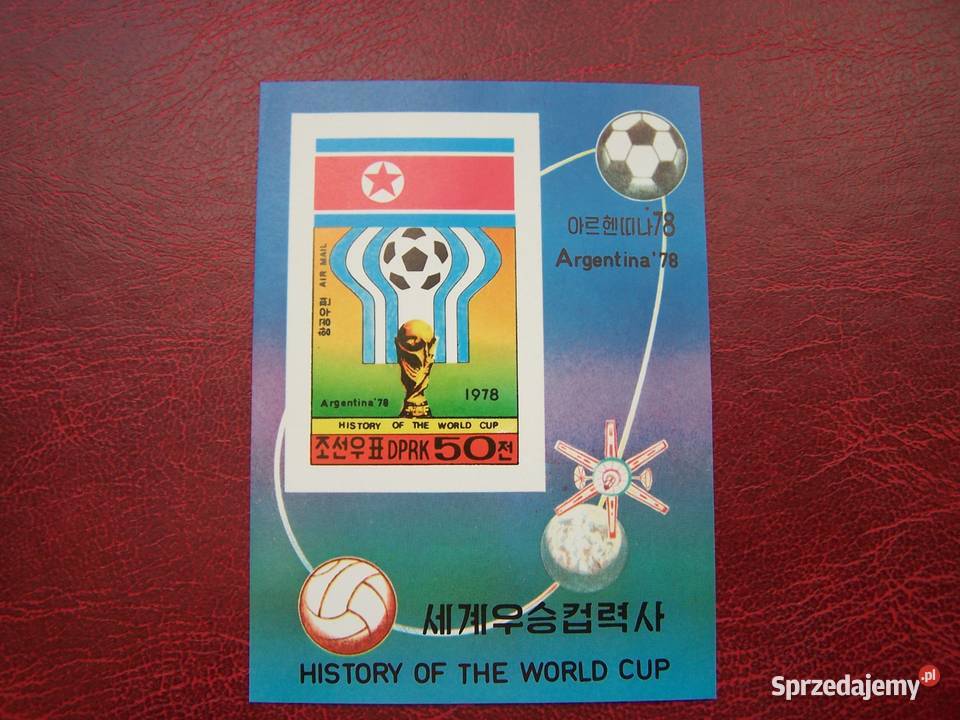 아르헨띠나'78
Argentina'78
항공우편 AIR MAIL
Argentina'78
1978
HISTORY OF THE WORLD CUP
조선우표 DPRK 50전
세계우승컵력사
HISTORY OF THE WORLD CUP
Sprzedajemy.pl